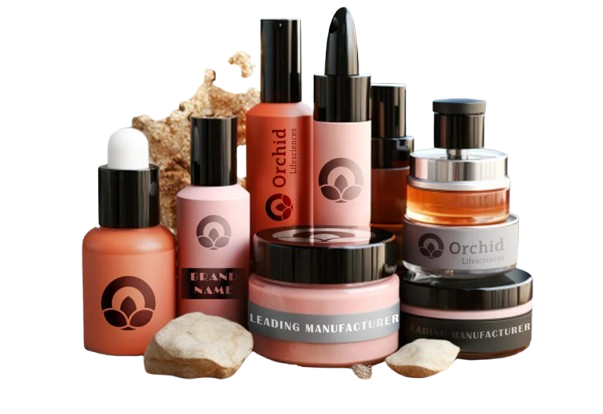 Orchid
Lifesciences
BRAND
NAME
Orchid
Lifesciences
LEADING MANUFACTURER
LEADING MANUFACTURER